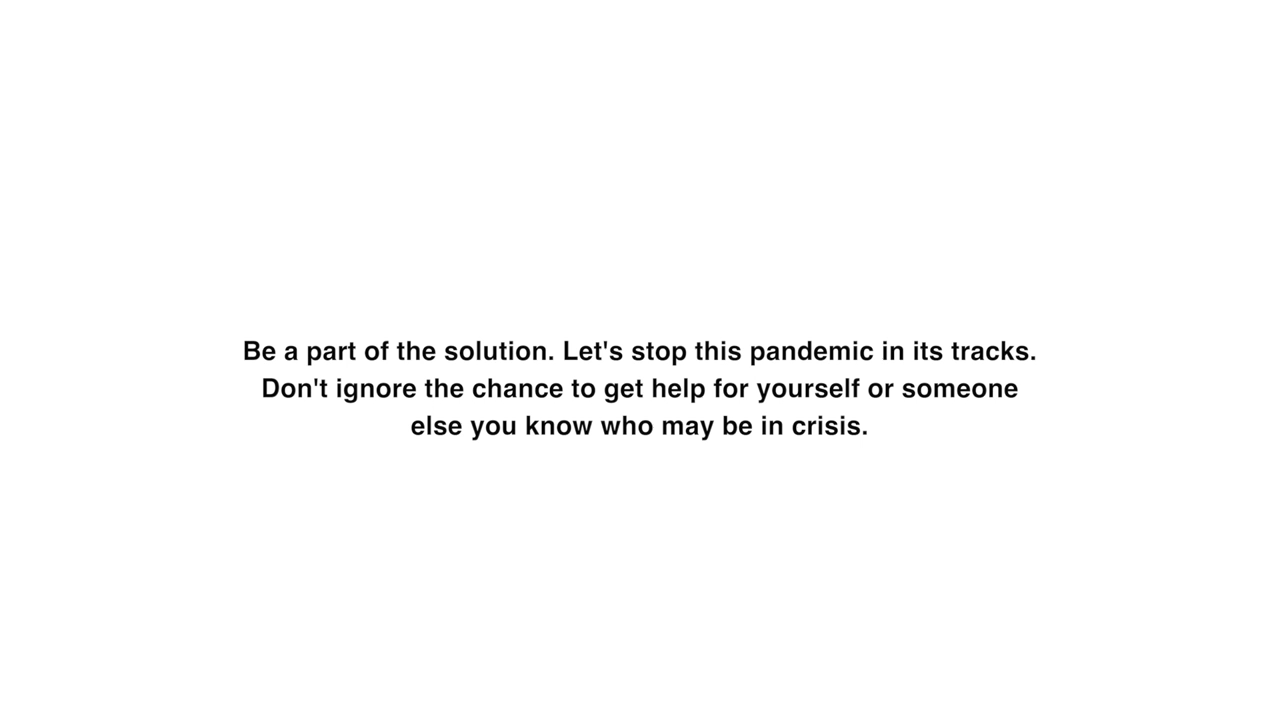 Be a part of the solution. Let's stop this pandemic in its tracks.
Don't ignore the chance to get help for yourself or someone
else you know who may be in crisis.